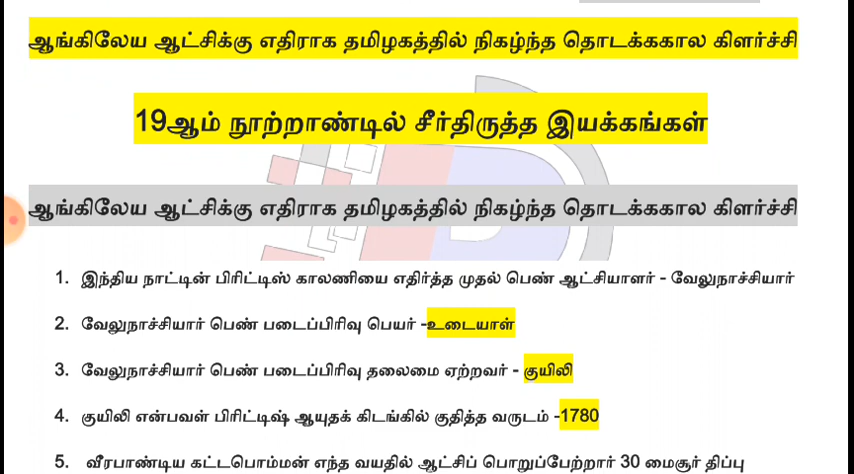 ஆங்கிலேய ஆட்சிக்கு எதிராக தமிழகத்தில் நிகழ்ந்த தொடக்ககால கிளர்ச்சி
19ஆம் நூற்றாண்டில் சீர்திருத்த இயக்கங்கள்
ஆங்கிலேய ஆட்சிக்கு எதிராக தமிழகத்தில் நிகழ்ந்த தொடக்ககால கிளர்ச்சி
1. இந்திய நாட்டின் பிரிட்டிஸ் காலணியை எதிர்த்த முதல் பெண் ஆட்சியாளர் - வேலுநாச்சியார்
2. வேலுநாச்சியார் பெண் படைப்பிரிவு பெயர் -உடையாள்
3. வேலுநாச்சியார் பெண் படைப்பிரிவு தலைமை ஏற்றவர் - குயிலி
4. குயிலி என்பவள் பிரிட்டிஷ் ஆயுதக் கிடங்கில் குதித்த வருடம் -1780
5. வீரபாண்டிய கட்டபொம்மன் எந்த வயதில் ஆட்சிப் பொறுப்பேற்றார் 30 மைசூர் திப்பு